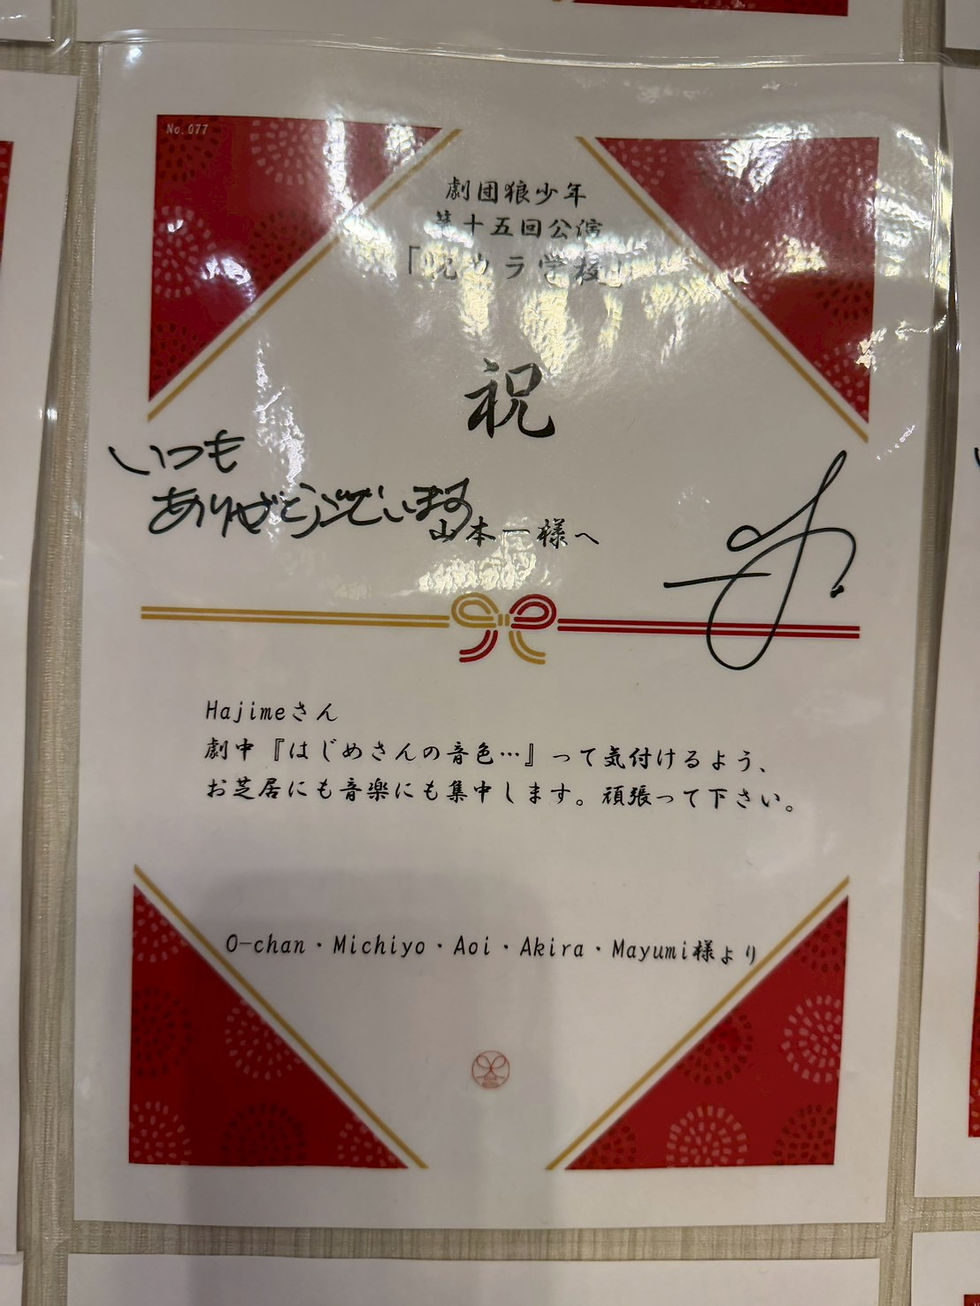 No.077
劇団狼少年
第十五回公演
ウラ学校」
祝
いつも
ありがとうございます
山本一様へ
Hajimeさん
劇中『はじめさんの音色…』って気付けるよう、
お芝居にも音楽にも集中します。頑張って下さい。
O-chan・Michiyo・Aoi・Akira・Mayumi様より